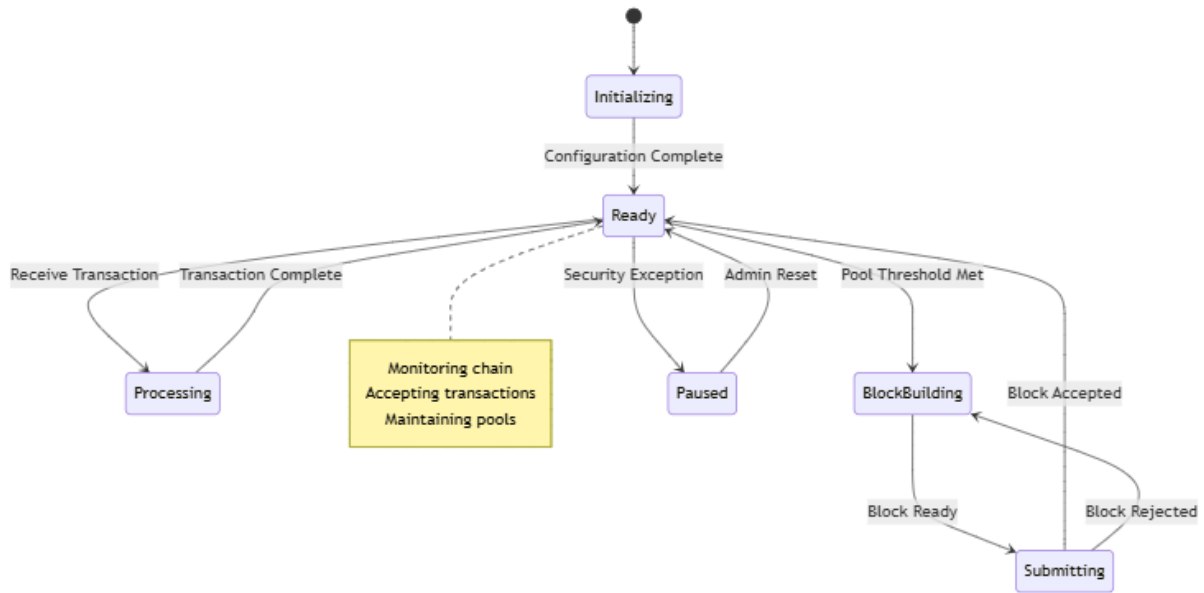 Initializing
Configuration Complete
Ready
Receive Transaction
Transaction Complete
Security Exception
Admin Reset
Pool Threshold Met
Monitoring chain
Accepting transactions
Maintaining pools
Processing
Paused
BlockBuilding
Block Accepted
Block Ready
Block Rejected
Submitting